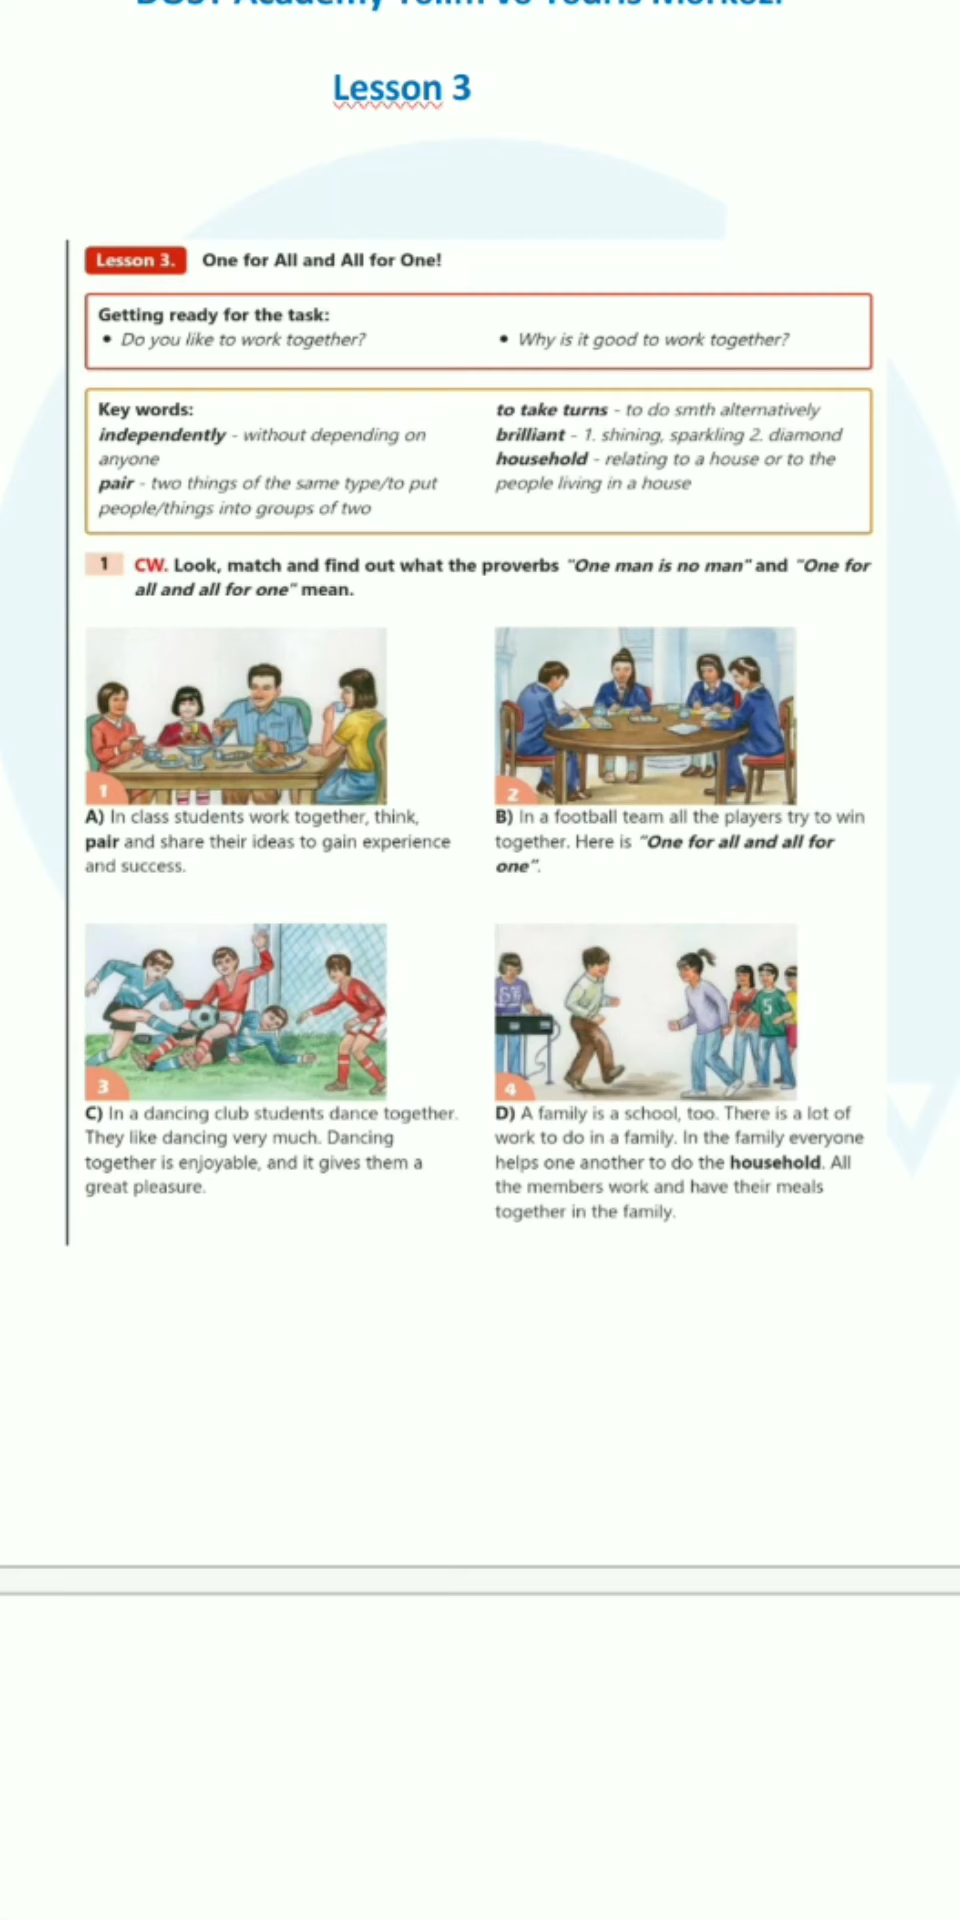 Academy
Lesson 3
Lesson 3. One for All and All for One!
Getting ready for the task:
• Do you like to work together?
• Why is it good to work together?
Key words:
independently - without depending on
anyone
pair - two things of the same type/to put
people/things into groups of two
to take turns - to do smth alternatively
brilliant - 1. shining, sparkling 2. diamond
household - relating to a house or to the
people living in a house
1 CW. Look, match and find out what the proverbs "One man is no man" and "One for
all and all for one" mean.
1
2
A) In class students work together, think,
pair and share their ideas to gain experience
and success.
B) In a football team all the players try to win
together. Here is "One for all and all for
one".
5
3
4
C) In a dancing club students dance together.
They like dancing very much. Dancing
together is enjoyable, and it gives them a
great pleasure.
D) A family is a school, too. There is a lot of
work to do in a family. In the family everyone
helps one another to do the household. All
the members work and have their meals
together in the family.